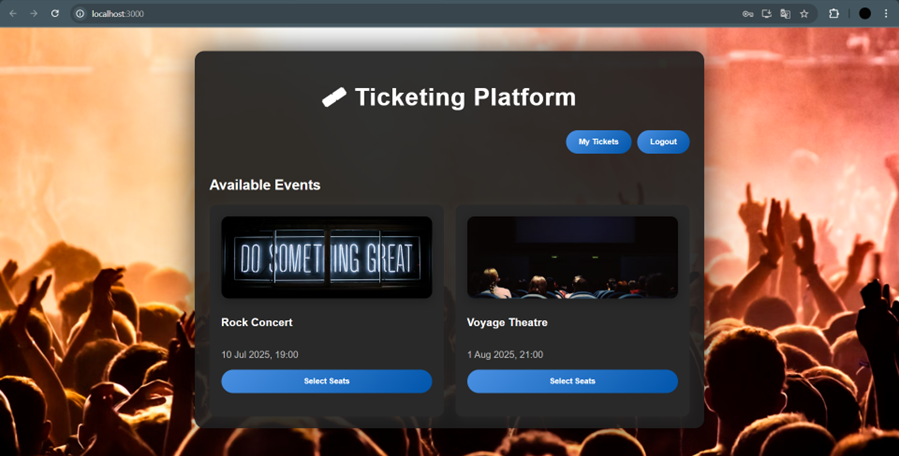 localhost:3000
Ticketing Platform
My Tickets
Logout
Available Events
DO SOMETHING GREAT
Rock Concert
Voyage Theatre
10 Jul 2025, 19:00
1 Aug 2025, 21:00
Select Seats
Select Seats